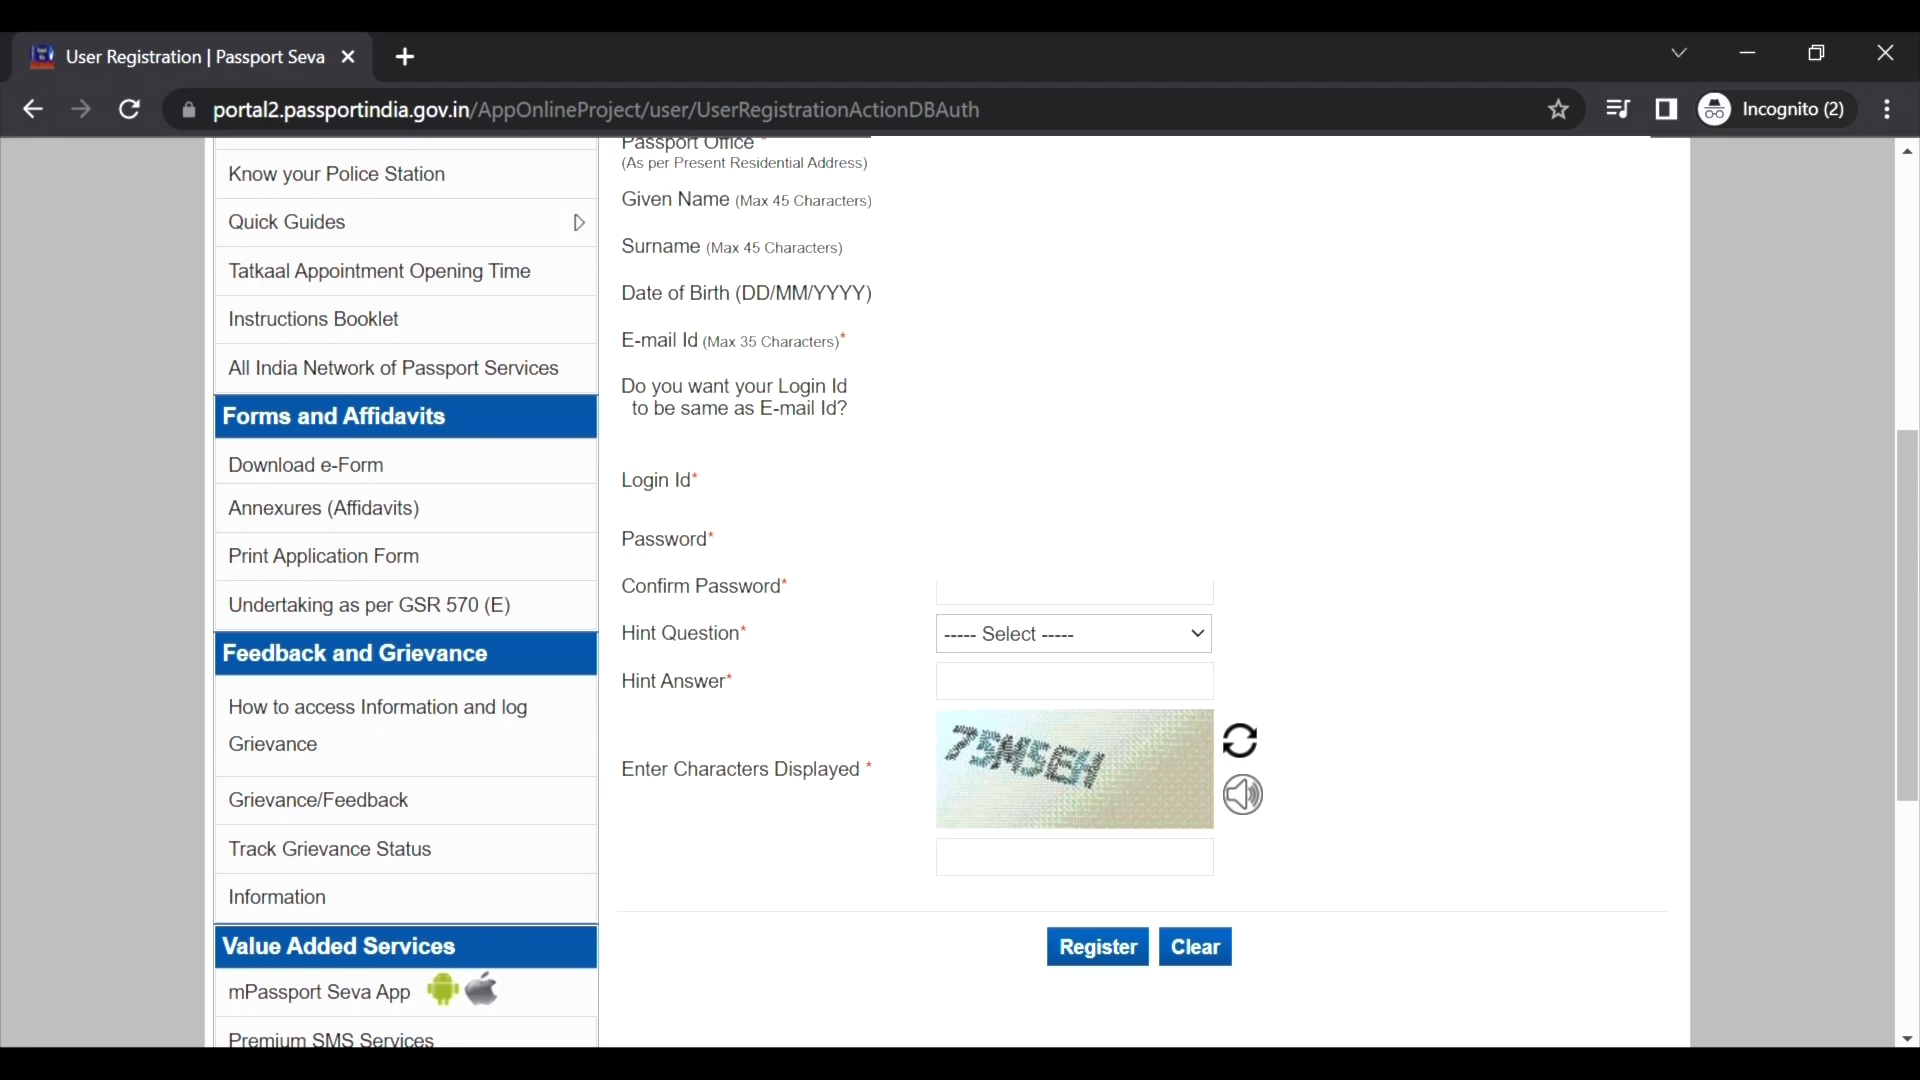 User Registration | Passport Seva
portal2.passportindia.gov.in/AppOnlineProject/user/UserRegistrationActionDBAuth
Incognito (2)
Know your Police Station
Quick Guides
Tatkaal Appointment Opening Time
Instructions Booklet
All India Network of Passport Services
Forms and Affidavits
Download e-Form
Annexures (Affidavits)
Print Application Form
Undertaking as per GSR 570 (E)
Feedback and Grievance
How to access Information and log
Grievance
Grievance/Feedback
Track Grievance Status
Information
Value Added Services
mPassport Seva App
Premium SMS Services
Passport Office *
(As per Present Residential Address)
Given Name (Max 45 Characters)
Surname (Max 45 Characters)
Date of Birth (DD/MM/YYYY)
E-mail Id (Max 35 Characters)*
Do you want your Login Id
to be same as E-mail Id?
Login Id*
Password*
Confirm Password*
Hint Question*
----- Select -----
Hint Answer*
Enter Characters Displayed *
Register
Clear